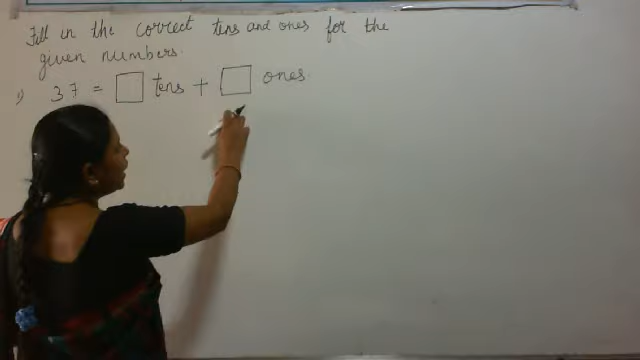 Fill in the correct tens and ones for the
given numbers.
1) 37 = □ tens + □ ones.